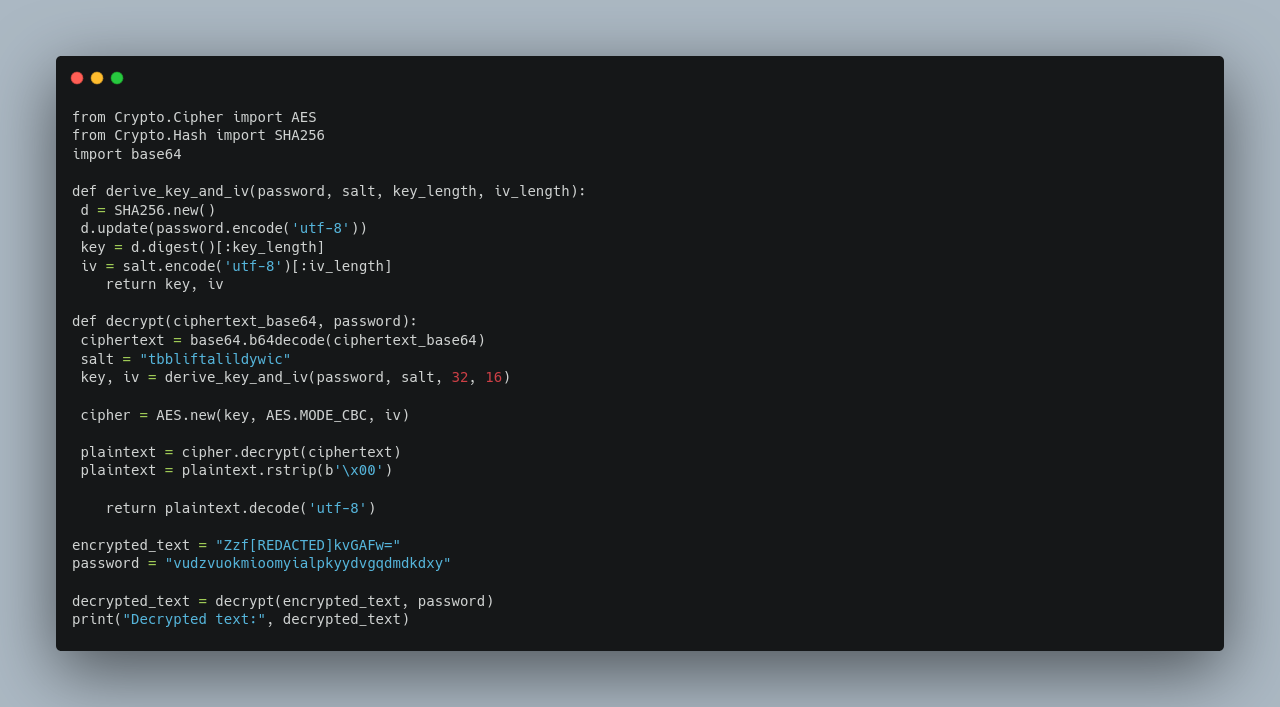 from Crypto.Cipher import AES
from Crypto.Hash import SHA256
import base64

def derive_key_and_iv(password, salt, key_length, iv_length):
 d = SHA256.new()
 d.update(password.encode('utf-8'))
 key = d.digest()[:key_length]
 iv = salt.encode('utf-8')[:iv_length]
    return key, iv

def decrypt(ciphertext_base64, password):
 ciphertext = base64.b64decode(ciphertext_base64)
 salt = "tbbliftalildywic"
 key, iv = derive_key_and_iv(password, salt, 32, 16)

 cipher = AES.new(key, AES.MODE_CBC, iv)

 plaintext = cipher.decrypt(ciphertext)
 plaintext = plaintext.rstrip(b'\x00')

    return plaintext.decode('utf-8')

encrypted_text = "Zzf[REDACTED]kvGAFw="
password = "vudzvuokmioomyialpkyydvgqdmdkdxy"

decrypted_text = decrypt(encrypted_text, password)
print("Decrypted text:", decrypted_text)